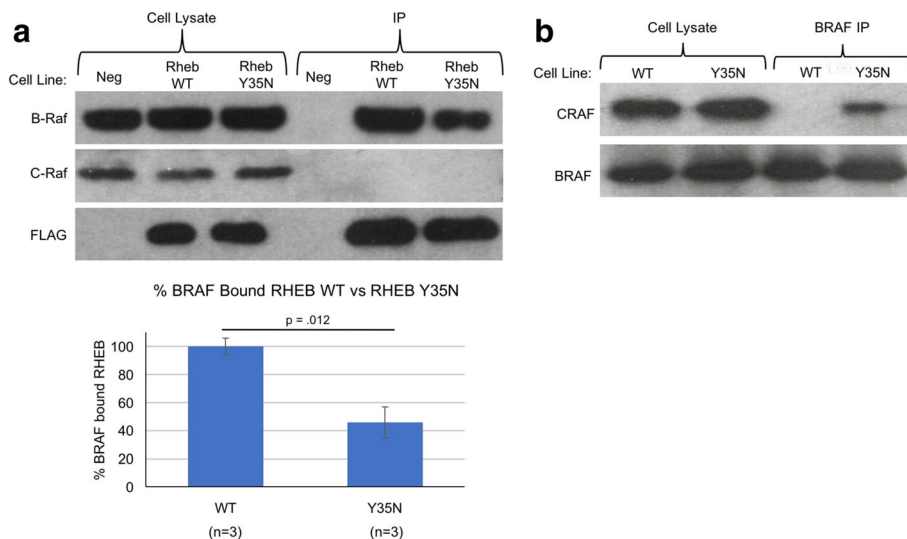 a
Cell Lysate
IP
Cell Line:
Neg
Rheb
WT
Rheb
Y35N
Neg
Rheb
WT
Rheb
Y35N
B-Raf
C-Raf
FLAG
% BRAF Bound RHEB WT vs RHEB Y35N
p = .012
% BRAF bound RHEB
100
80
60
40
20
0
WT
(n=3)
Y35N
(n=3)
b
Cell Lysate
BRAF IP
Cell Line:
WT
Y35N
WT
Y35N
CRAF
BRAF